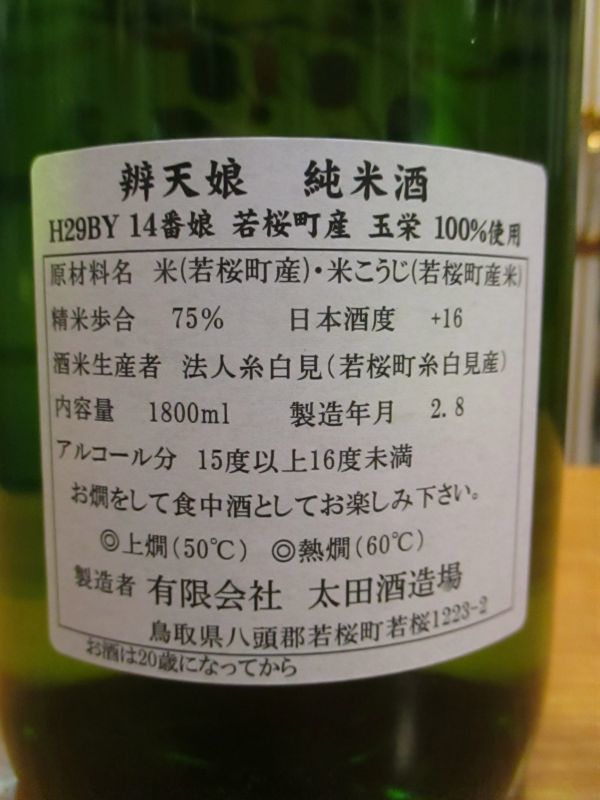 辨天娘　純米酒
H29BY 14番娘 若桜町産 玉栄 100%使用
原材料名 米(若桜町産)・米こうじ(若桜町産米)
精米歩合 75% 日本酒度 +16
酒米生産者 法人糸白見(若桜町糸白見産)
内容量 1800ml 製造年月 2.8
アルコール分 15度以上16度未満
お燗をして食中酒としてお楽しみ下さい。
◎上燗(50℃) ◎熱燗(60℃)
製造者 有限会社 太田酒造場
鳥取県八頭郡若桜町若桜1223-2
お酒は20歳になってから